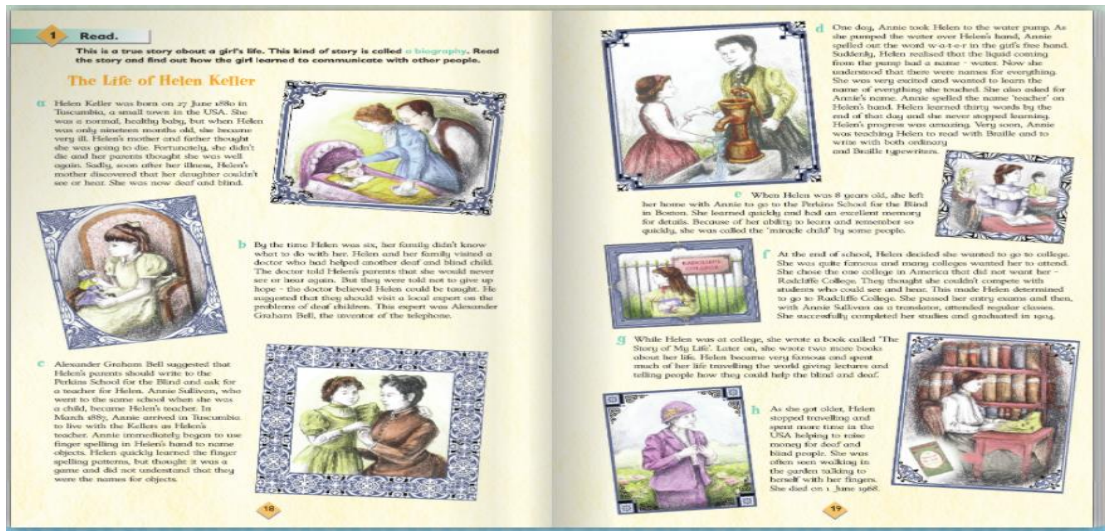 1 Read.
This is a true story about a girl's life. This kind of story is called a biography. Read
the story and find out how the girl learned to communicate with other people.
The Life of Helen Keller
a Helen Keller was born on 27 June 1880 in
Tuscumbia, a small town in the USA. She
was a normal, healthy baby, but when Helen
was only nineteen months old, she became
very ill. Helen's mother and father thought
she was going to die. Fortunately, she didn't
die and her parents thought she was well
again. Sadly, soon after her illness, Helen's
mother discovered that her daughter couldn't
see or hear. She was now deaf and blind.
b By the time Helen was six, her family didn't know
what to do with her. Helen and her family visited a
doctor who had helped another deaf and blind child.
The doctor told Helen's parents that she would never
see or hear again. But they were told not to give up
hope - the doctor believed Helen could be taught. He
suggested that they should visit a local expert on the
problems of deaf children. This expert was Alexander
Graham Bell, the inventor of the telephone.
c Alexander Graham Bell suggested that
Helen's parents should write to the
Perkins School for the Blind and ask for
a teacher for Helen. Annie Sullivan, who
went to the same school when she was
a child, became Helen's teacher. In
March 1887, Annie arrived in Tuscumbia
to live with the Kellers as Helen's
teacher. Annie immediately began to use
finger spelling in Helen's hand to name
objects. Helen quickly learned the finger
spelling patterns, but thought it was a
game and did not understand that they
were the names for objects.
18
d One day, Annie took Helen to the water pump. As
she pumped the water over Helen's hand, Annie
spelled out the word w-a-t-e-r in the girl's free hand.
Suddenly, Helen realised that the liquid coming
from the pump had a name - water. Now she
understood that there were names for everything.
She was very excited and wanted to learn the
name of everything she touched. She also asked for
Annie's name. Annie spelled the name 'teacher' on
Helen's hand. Helen learned thirty words by the
end of that day and she never stopped learning.
Helen's progress was amazing. Very soon, Annie
was teaching Helen to read with Braille and to
write with both ordinary
and Braille typewriters.
e When Helen was 8 years old, she left
her home with Annie to go to the Perkins School for the Blind
in Boston. She learned quickly and had an excellent memory
for details. Because of her ability to learn and remember so
quickly, she was called the 'miracle child' by some people.
RADCLIFFE
COLLEGE
f At the end of school, Helen decided she wanted to go to college.
She was quite famous and many colleges wanted her to attend.
She chose the one college in America that did not want her -
Radcliffe College. They thought she couldn't compete with
students who could see and hear. This made Helen determined
to go to Radcliffe College. She passed her entry exams and then,
with Annie Sullivan as a translator, attended regular classes.
She successfully completed her studies and graduated in 1904.
g While Helen was at college, she wrote a book called 'The
Story of My Life'. Later on, she wrote two more books
about her life. Helen became very famous and spent
much of her life travelling the world giving lectures and
telling people how they could help the blind and deaf.
h As she got older, Helen
stopped travelling and
spent more time in the
USA helping to raise
money for deaf and
blind people. She was
often seen walking in
the garden talking to
herself with her fingers.
She died on 1 June 1968.
19